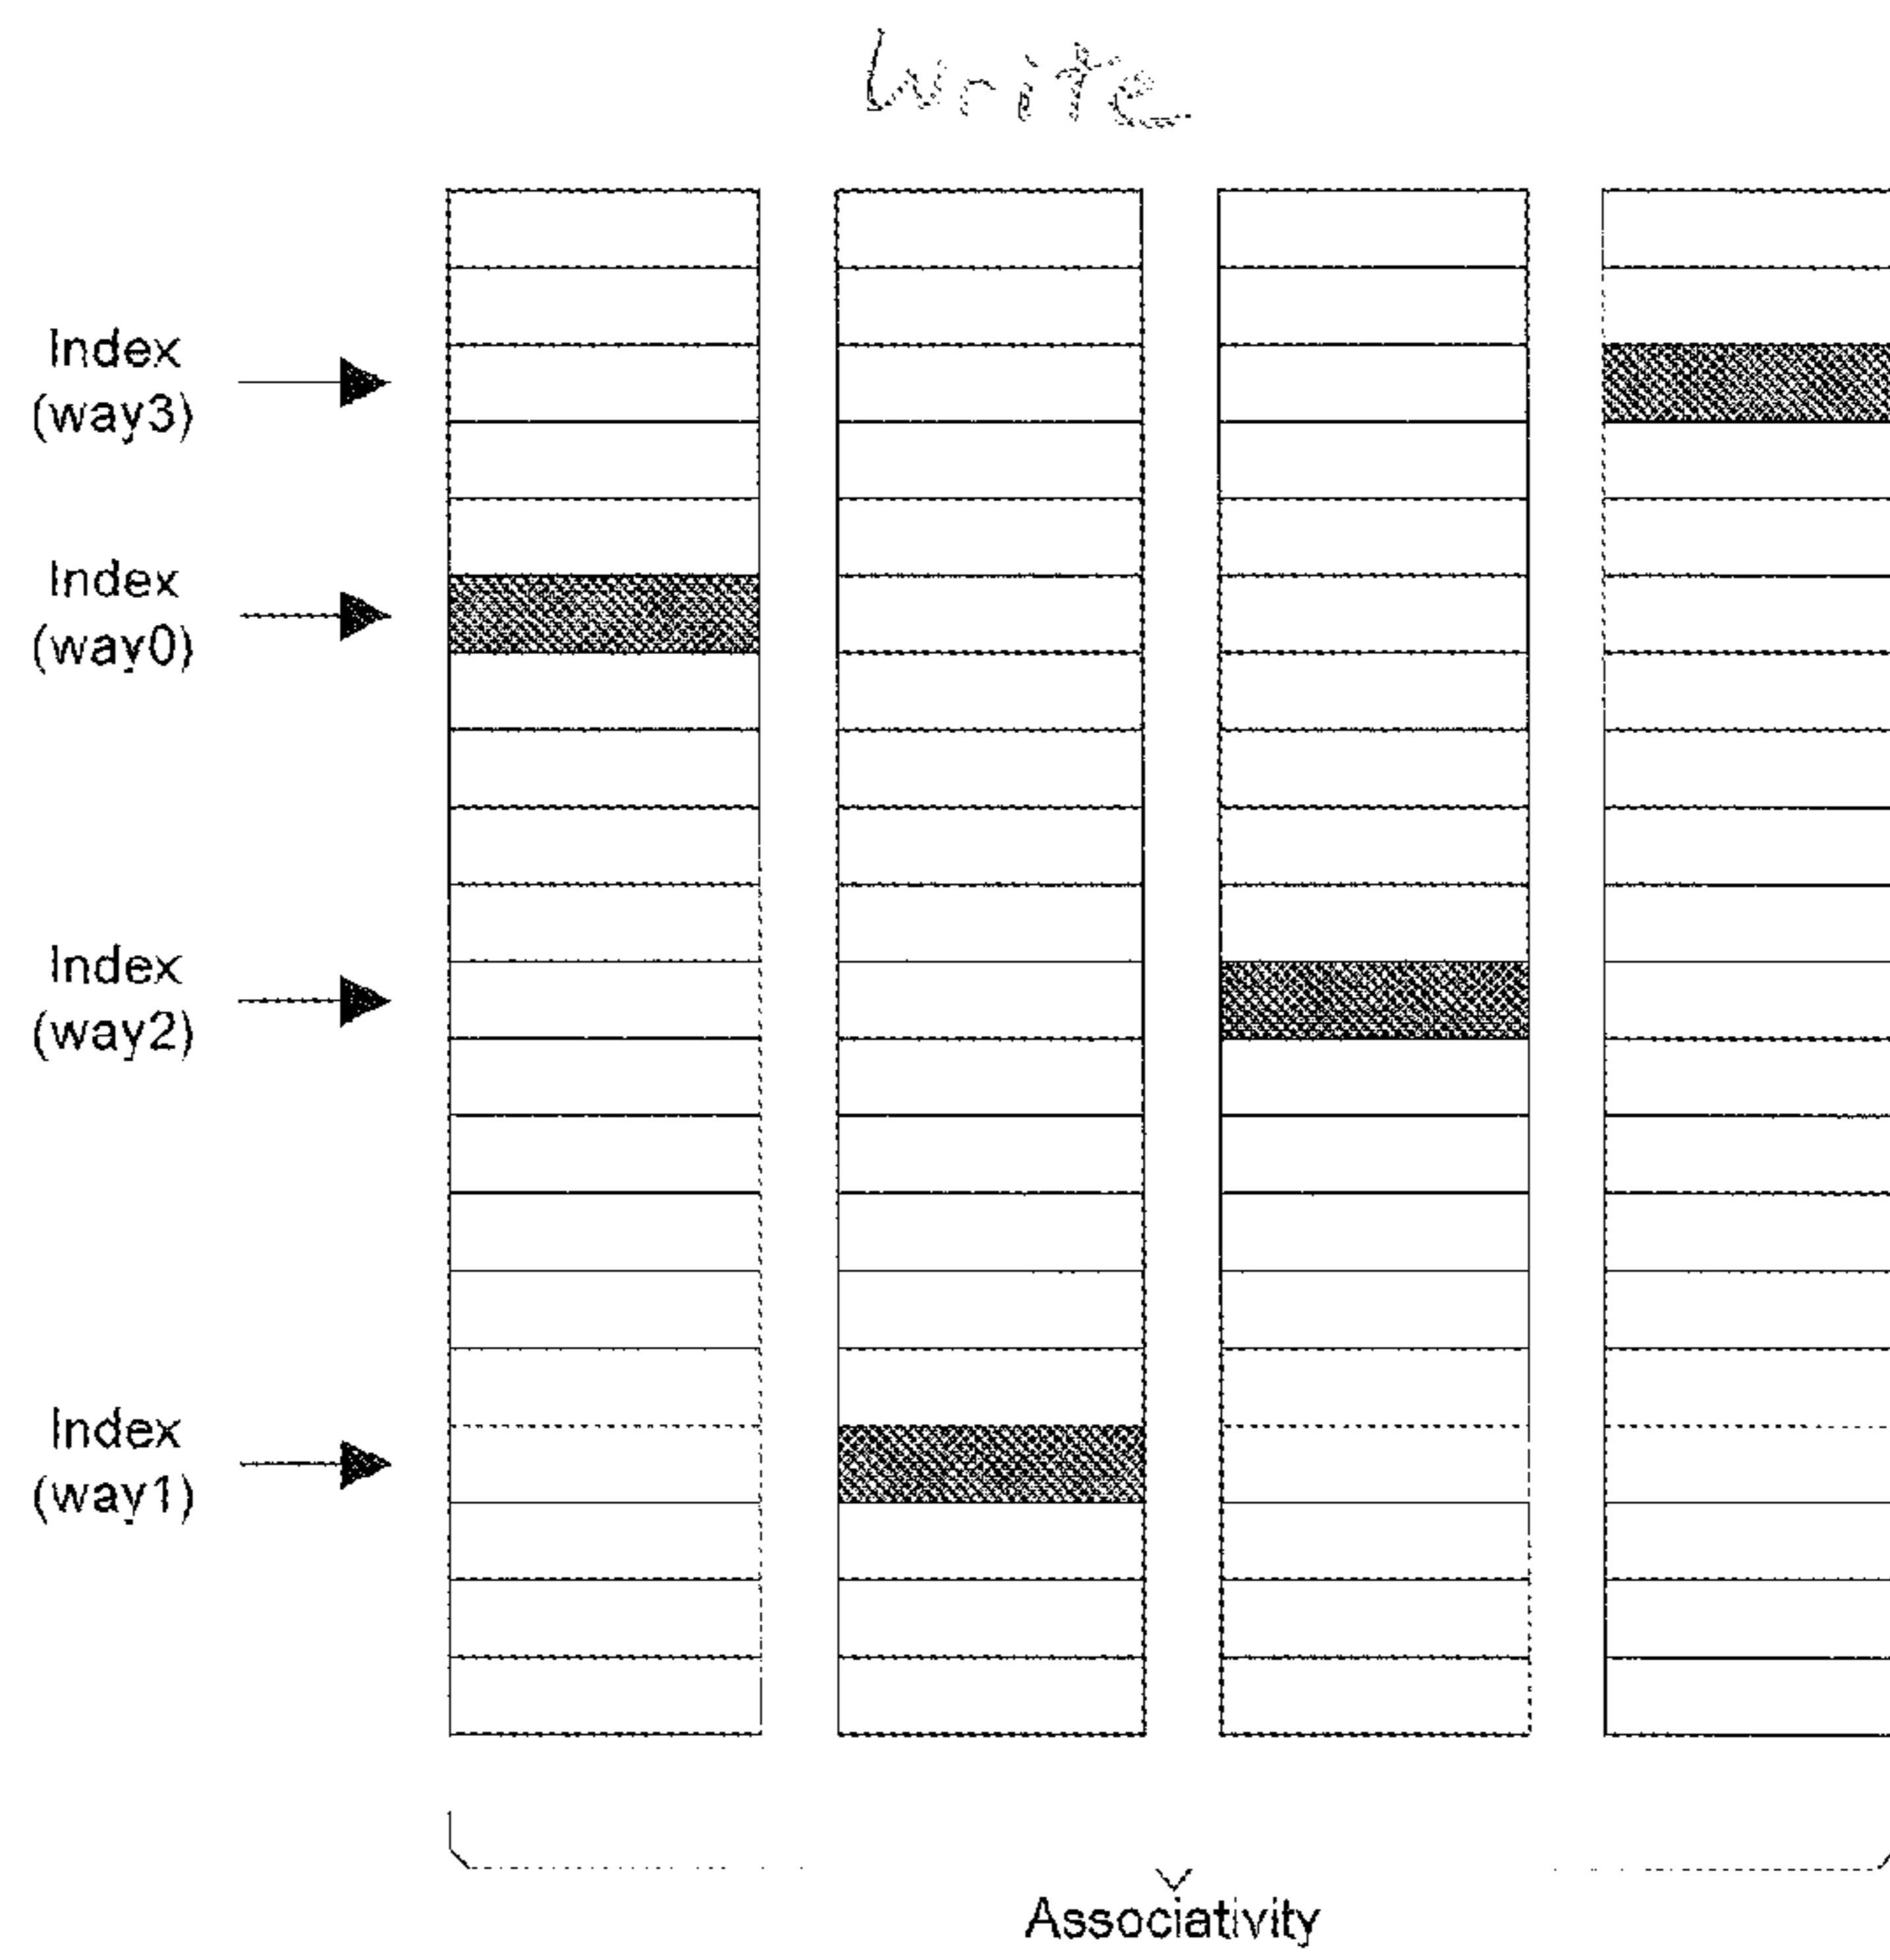 Write
Index
(way3)
Index
(way0)
Index
(way2)
Index
(way1)
Associativity